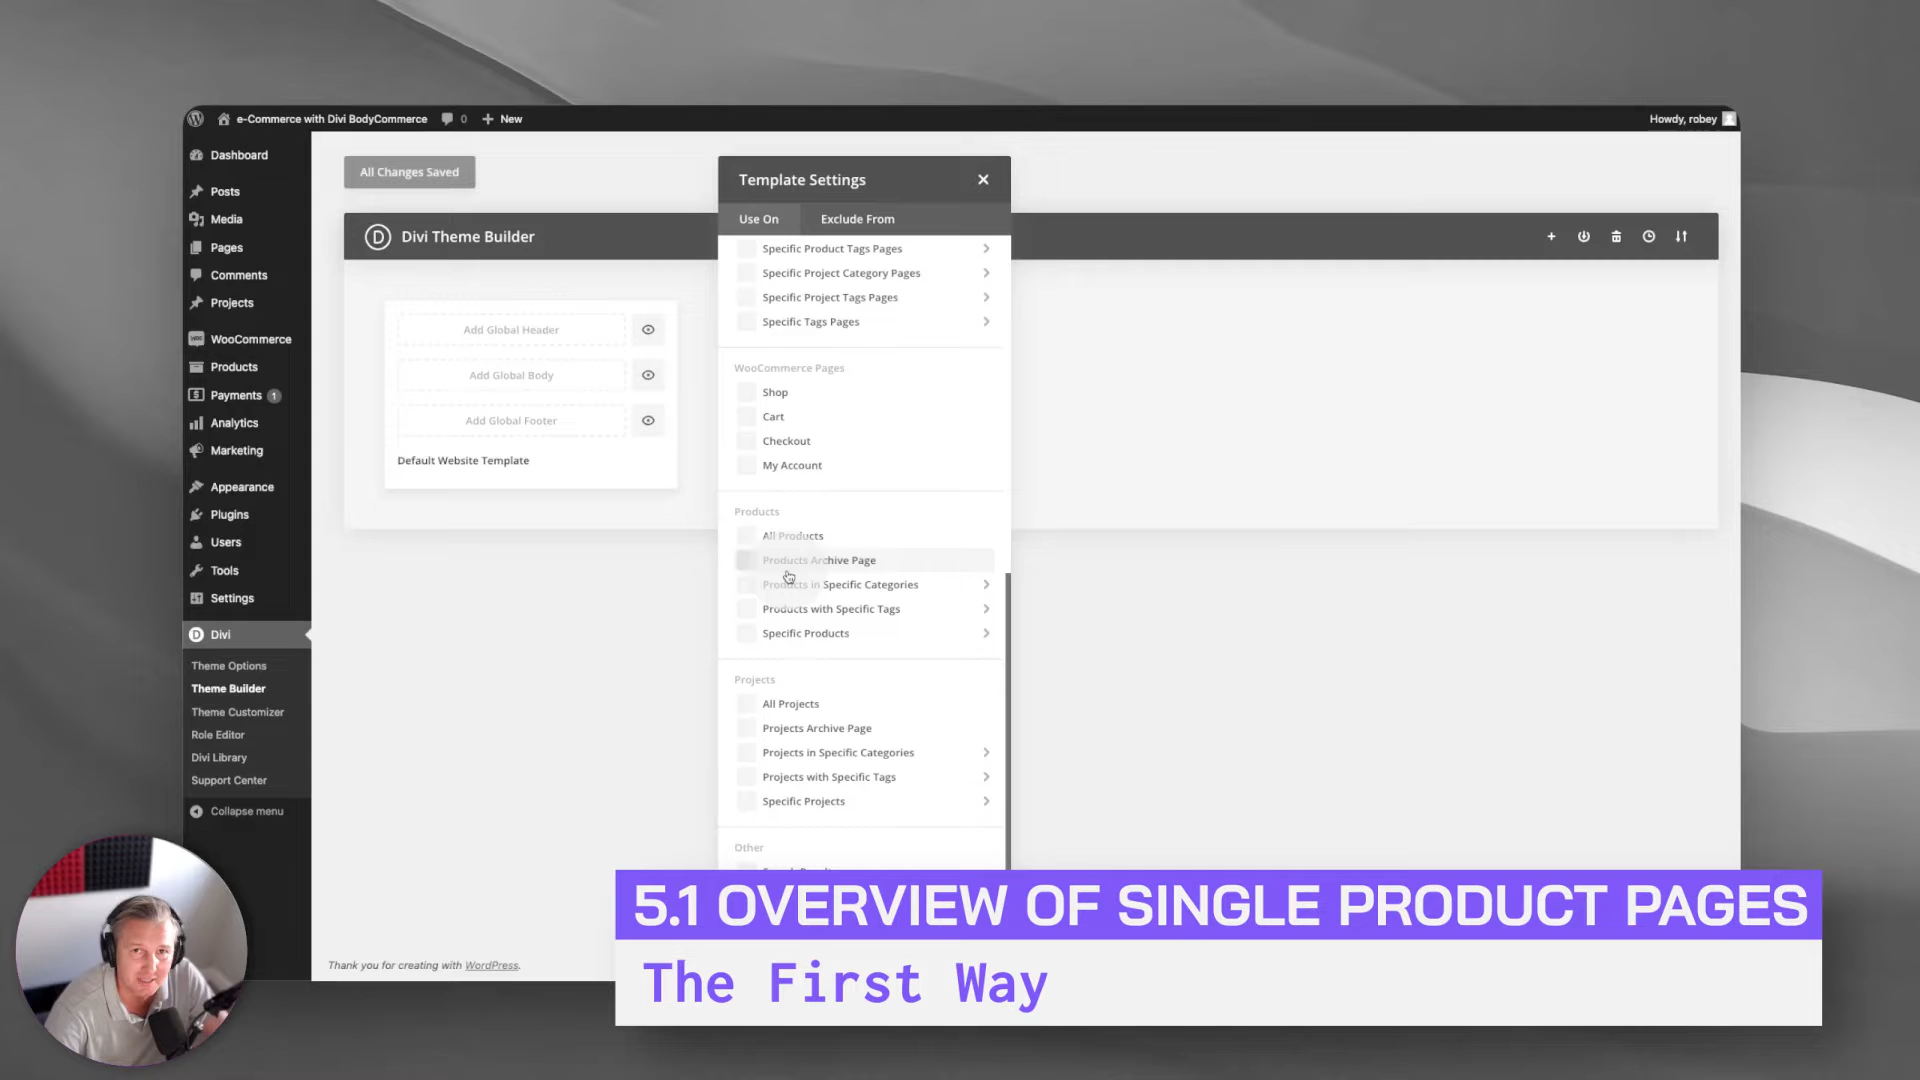 e-Commerce with Divi BodyCommerce
0
New
Howdy, robey
Dashboard
Posts
Media
Pages
Comments
Projects
WooCommerce
Products
Payments 1
Analytics
Marketing
Appearance
Plugins
Users
Tools
Settings
Divi
Theme Options
Theme Builder
Theme Customizer
Role Editor
Divi Library
Support Center
Collapse menu
All Changes Saved
D Divi Theme Builder
Add Global Header
Add Global Body
Add Global Footer
Default Website Template
Template Settings
Use On
Exclude From
Specific Product Tags Pages
Specific Project Category Pages
Specific Project Tags Pages
Specific Tags Pages
WooCommerce Pages
Shop
Cart
Checkout
My Account
Products
All Products
Products Archive Page
Products in Specific Categories
Products with Specific Tags
Specific Products
Projects
All Projects
Projects Archive Page
Projects in Specific Categories
Projects with Specific Tags
Specific Projects
Other
Thank you for creating with WordPress.
5.1 OVERVIEW OF SINGLE PRODUCT PAGES
The First Way